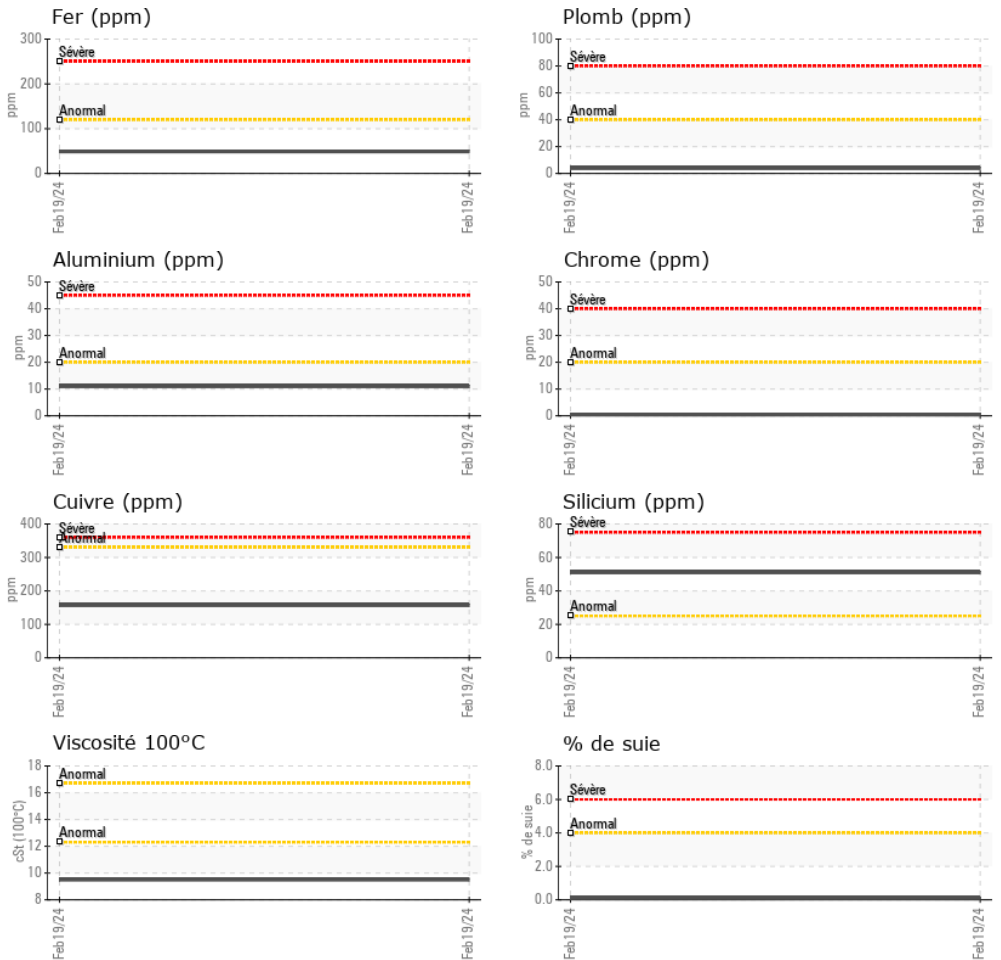 Fer (ppm)
300
200
100
0
ppm
Sévère
Anormal
Feb19/24
Feb19/24
Plomb (ppm)
100
80
60
40
20
0
ppm
Sévère
Anormal
Feb19/24
Feb19/24
Aluminium (ppm)
50
40
30
20
10
0
ppm
Sévère
Anormal
Feb19/24
Feb19/24
Chrome (ppm)
50
40
30
20
10
0
ppm
Sévère
Anormal
Feb19/24
Feb19/24
Cuivre (ppm)
400
300
200
100
0
ppm
Sévère
Anormal
Feb19/24
Feb19/24
Silicium (ppm)
80
60
40
20
0
ppm
Sévère
Anormal
Feb19/24
Feb19/24
Viscosité 100°C
18
16
14
12
10
8
cSt (100°C)
Anormal
Anormal
Feb19/24
Feb19/24
% de suie
8.0
6.0
4.0
2.0
0.0
% de suie
Sévère
Anormal
Feb19/24
Feb19/24